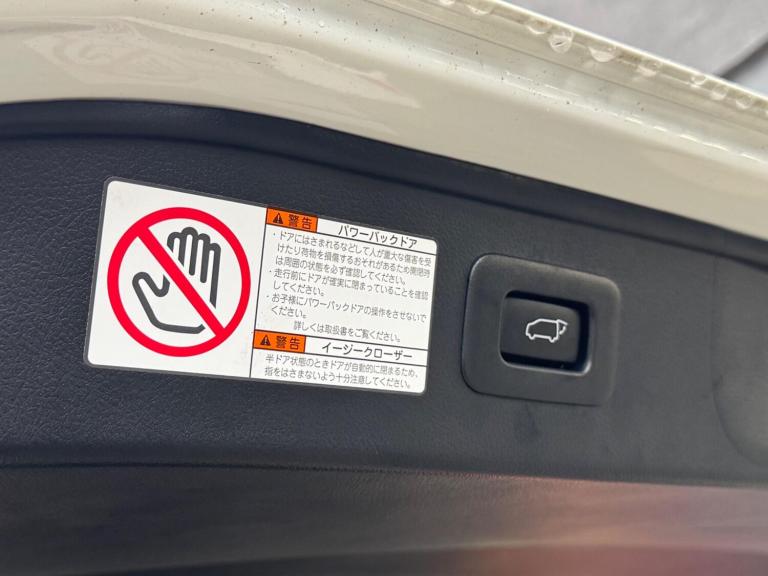 警告 パワーバックドア
・ドアにはさまれるなどして人が重大な傷害を受
けたり荷物を損傷するおそれがあるため開閉時
は周囲の状態を必ず確認してください。
・走行前にドアが確実に閉まっていることを確認
してください。
・お子様にパワーバックドアの操作をさせないで
ください。
詳しくは取扱書をご覧ください。
警告 イージークローザー
半ドア状態のときドアが自動的に閉まるため、
指をはさまないよう十分注意してください。